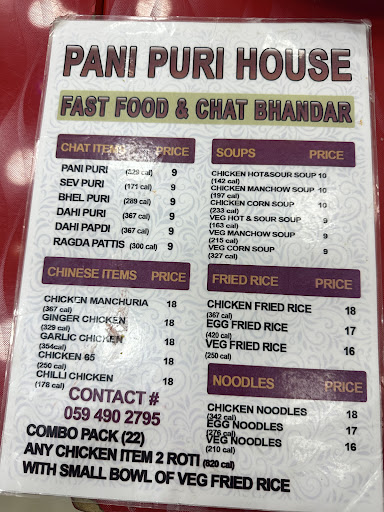 PANI PURI HOUSE
FAST FOOD & CHAT BHANDAR
CHAT ITEMS PRICE
PANI PURI (329 cal) 9
SEV PURI (171 cal) 9
BHEL PURI (289 cal) 9
DAHI PURI (367 cal) 9
DAHI PAPDI (367 cal) 9
RAGDA PATTIS (300 cal) 9
CHINESE ITEMS PRICE
CHICKEN MANCHURIA 18
(367 cal)
GINGER CHICKEN 18
(329 cal)
GARLIC CHICKEN 18
(354cal)
CHICKEN 65 18
(250 cal)
CHILLI CHICKEN 18
(178 cal)
CONTACT #
059 490 2795
COMBO PACK (22)
ANY CHICKEN ITEM 2 ROTI (820 cal)
WITH SMALL BOWL OF VEG FRIED RICE
SOUPS PRICE
CHICKEN HOT&SOUR SOUP 10
(142 cal)
CHICKEN MANCHOW SOUP 10
(197 cal)
CHICKEN CORN SOUP 10
(233 cal)
VEG HOT & SOUR SOUP 9
(163 cal)
VEG MANCHOW SOUP 9
(215 cal)
VEG CORN SOUP 9
(327 cal)
FRIED RICE PRICE
CHICKEN FRIED RICE 18
(367 cal)
EGG FRIED RICE 17
(420 cal)
VEG FRIED RICE 16
(250 cal)
NOODLES PRICE
CHICKEN NOODLES 18
(342 cal)
EGG NOODLES 17
(276 cal)
VEG NOODLES 16
(210 cal)